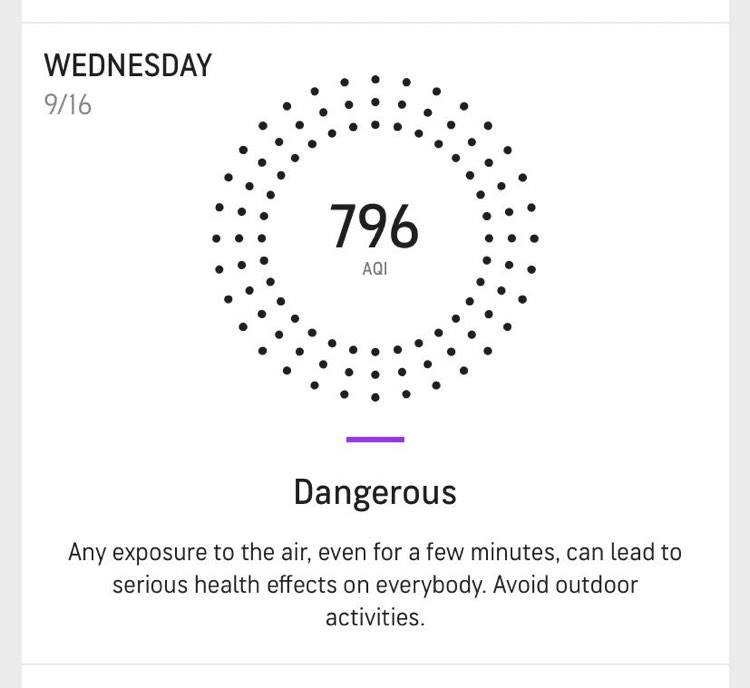 WEDNESDAY
9/16
796
AQI
Dangerous
Any exposure to the air, even for a few minutes, can lead to
serious health effects on everybody. Avoid outdoor
activities.